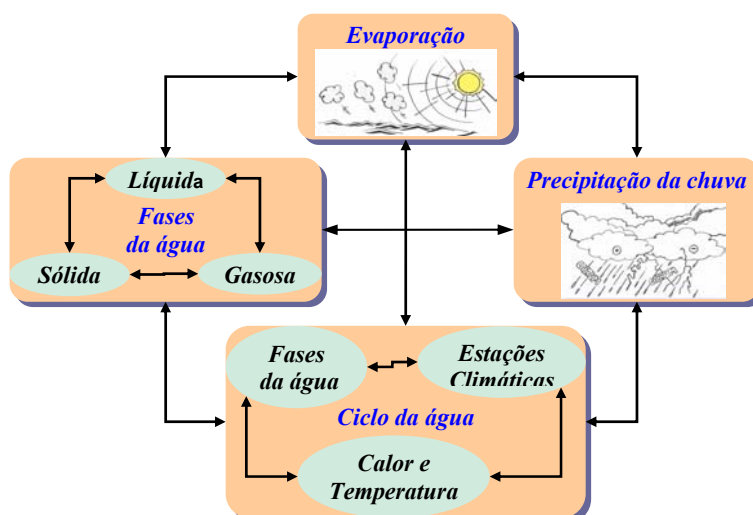 Evaporação
Líquida
Fases
da água
Sólida
Gasosa
Precipitação da chuva
Fases
da água
Estações
Climáticas
Ciclo da água
Calor e
Temperatura